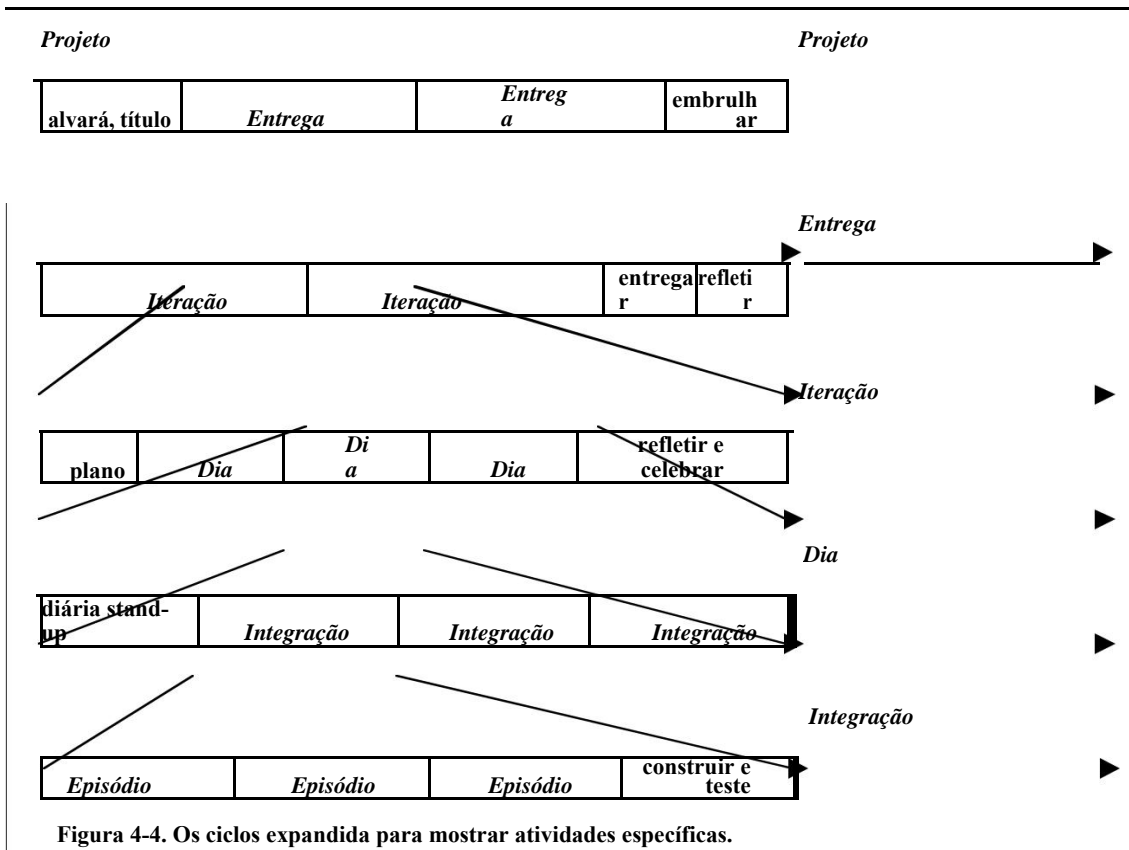 Projeto Projeto
alvará, título Entrega Entreg
a embrulh
ar
Entrega
Iteração Iteração entrega
r refleti
r
Iteração
plano Dia Di
a Dia refletir e
celebrar
Dia
diária stand-
up Integração Integração Integração
Integração
Episódio Episódio Episódio construir e
teste
Figura 4-4. Os ciclos expandida para mostrar atividades específicas.